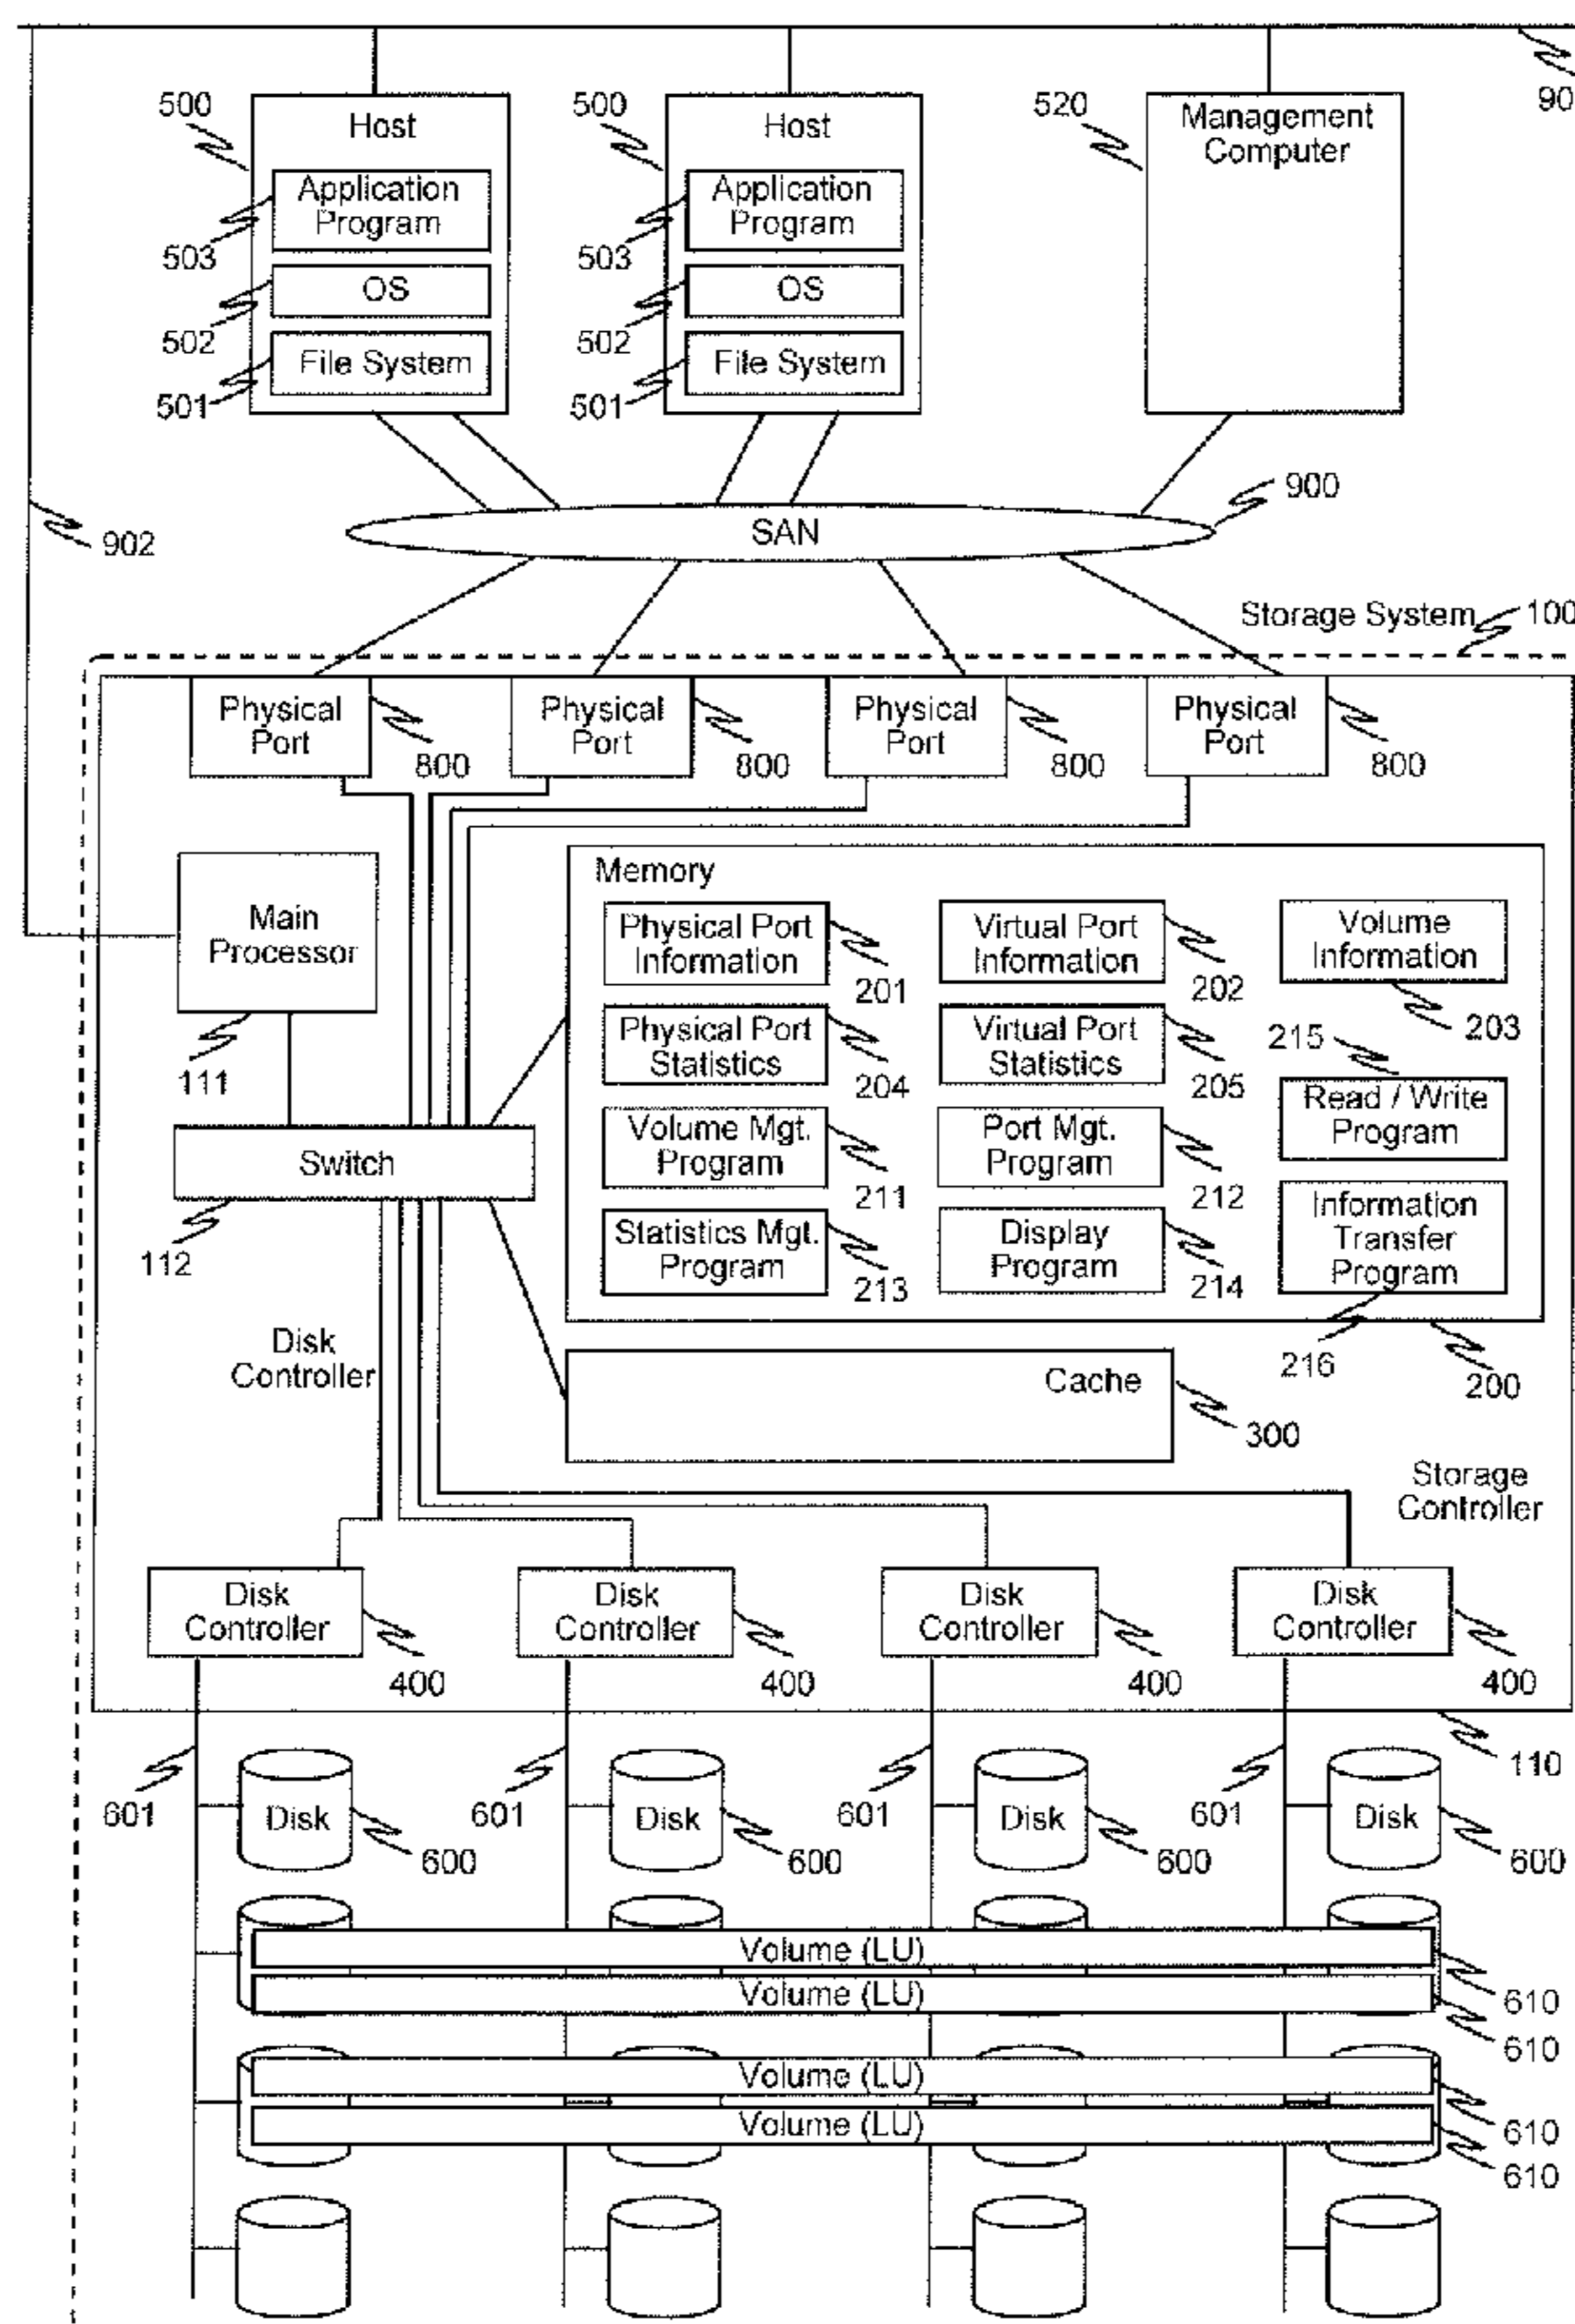 90
500
Host
500
Host
520
Management
Computer
Application
Program
503
Application
Program
503
OS
502
OS
502
File System
501
File System
501
900
SAN
902
Storage System
100
Physical
Port
800
Physical
Port
800
Physical
Port
800
Physical
Port
800
Main
Processor
111
Memory
Physical Port
Information
201
Virtual Port
Information
202
Volume
Information
203
Physical Port
Statistics
204
Virtual Port
Statistics
205
215
Read / Write
Program
Volume Mgt.
Program
211
Port Mgt.
Program
212
Switch
112
Statistics Mgt.
Program
213
Display
Program
214
Information
Transfer
Program
216
200
Disk
Controller
Cache
300
Storage
Controller
Disk
Controller
400
Disk
Controller
400
Disk
Controller
400
Disk
Controller
400
110
601
Disk
600
601
Disk
600
601
Disk
600
601
Disk
600
Volume (LU)
610
Volume (LU)
610
Volume (LU)
610
Volume (LU)
610